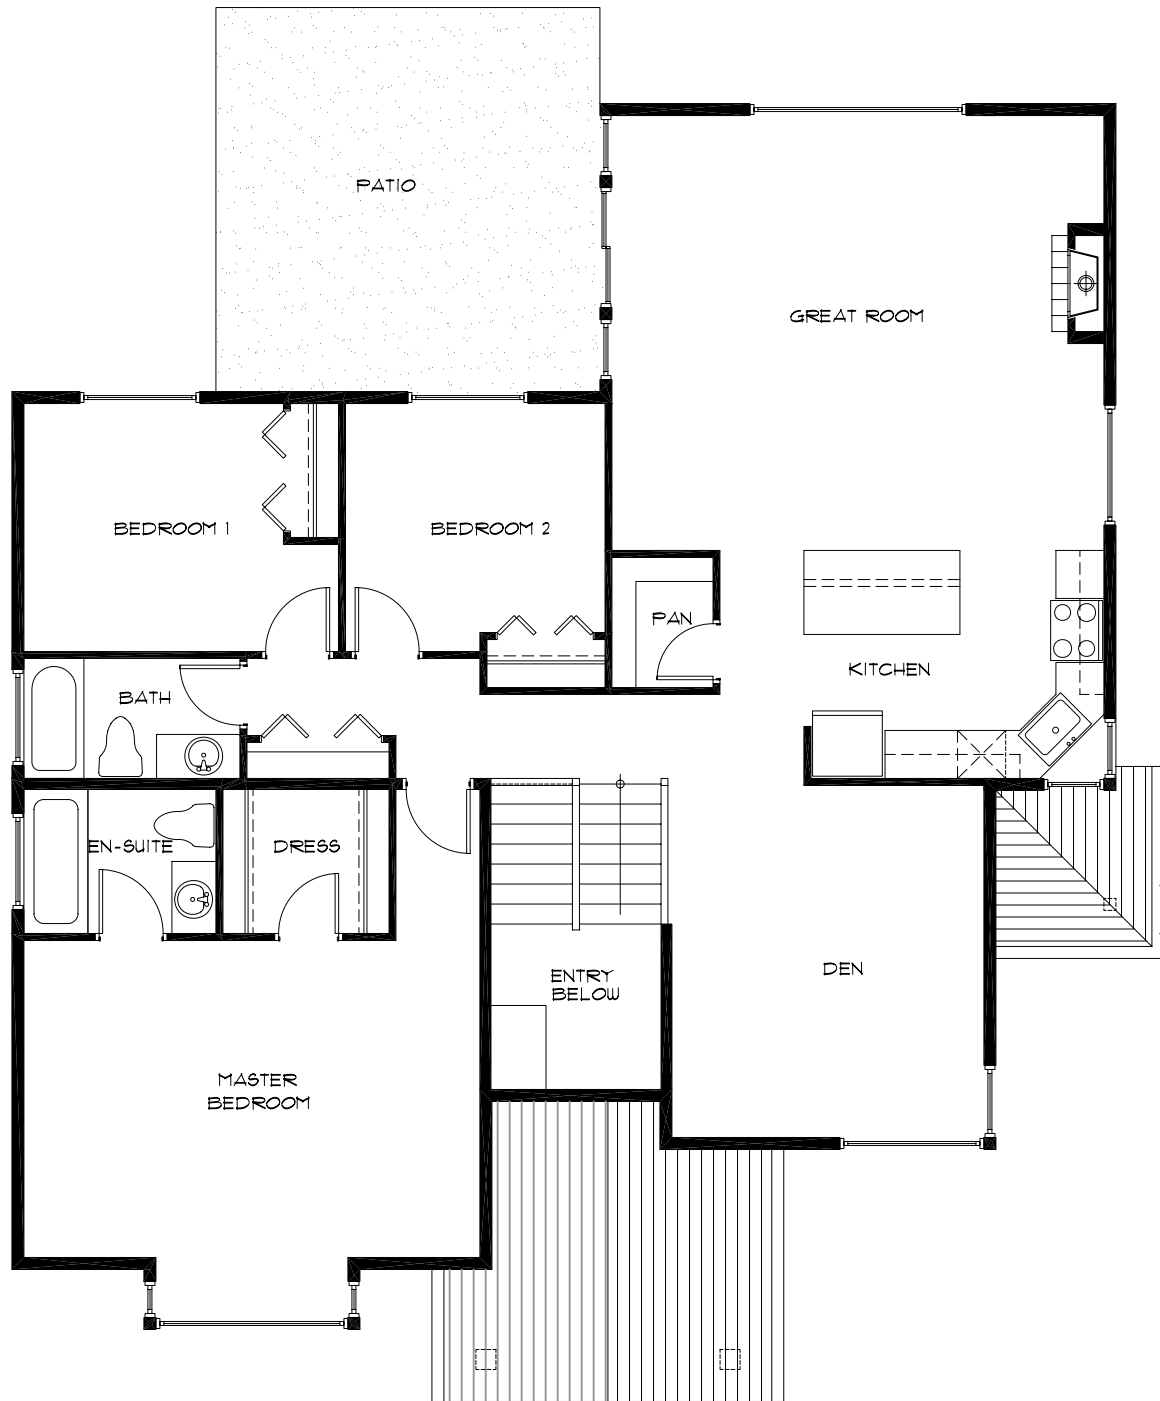 PATIO
GREAT ROOM
BEDROOM 1
BEDROOM 2
PAN
KITCHEN
BATH
EN-SUITE
DRESS
DEN
ENTRY
BELOW
MASTER
BEDROOM